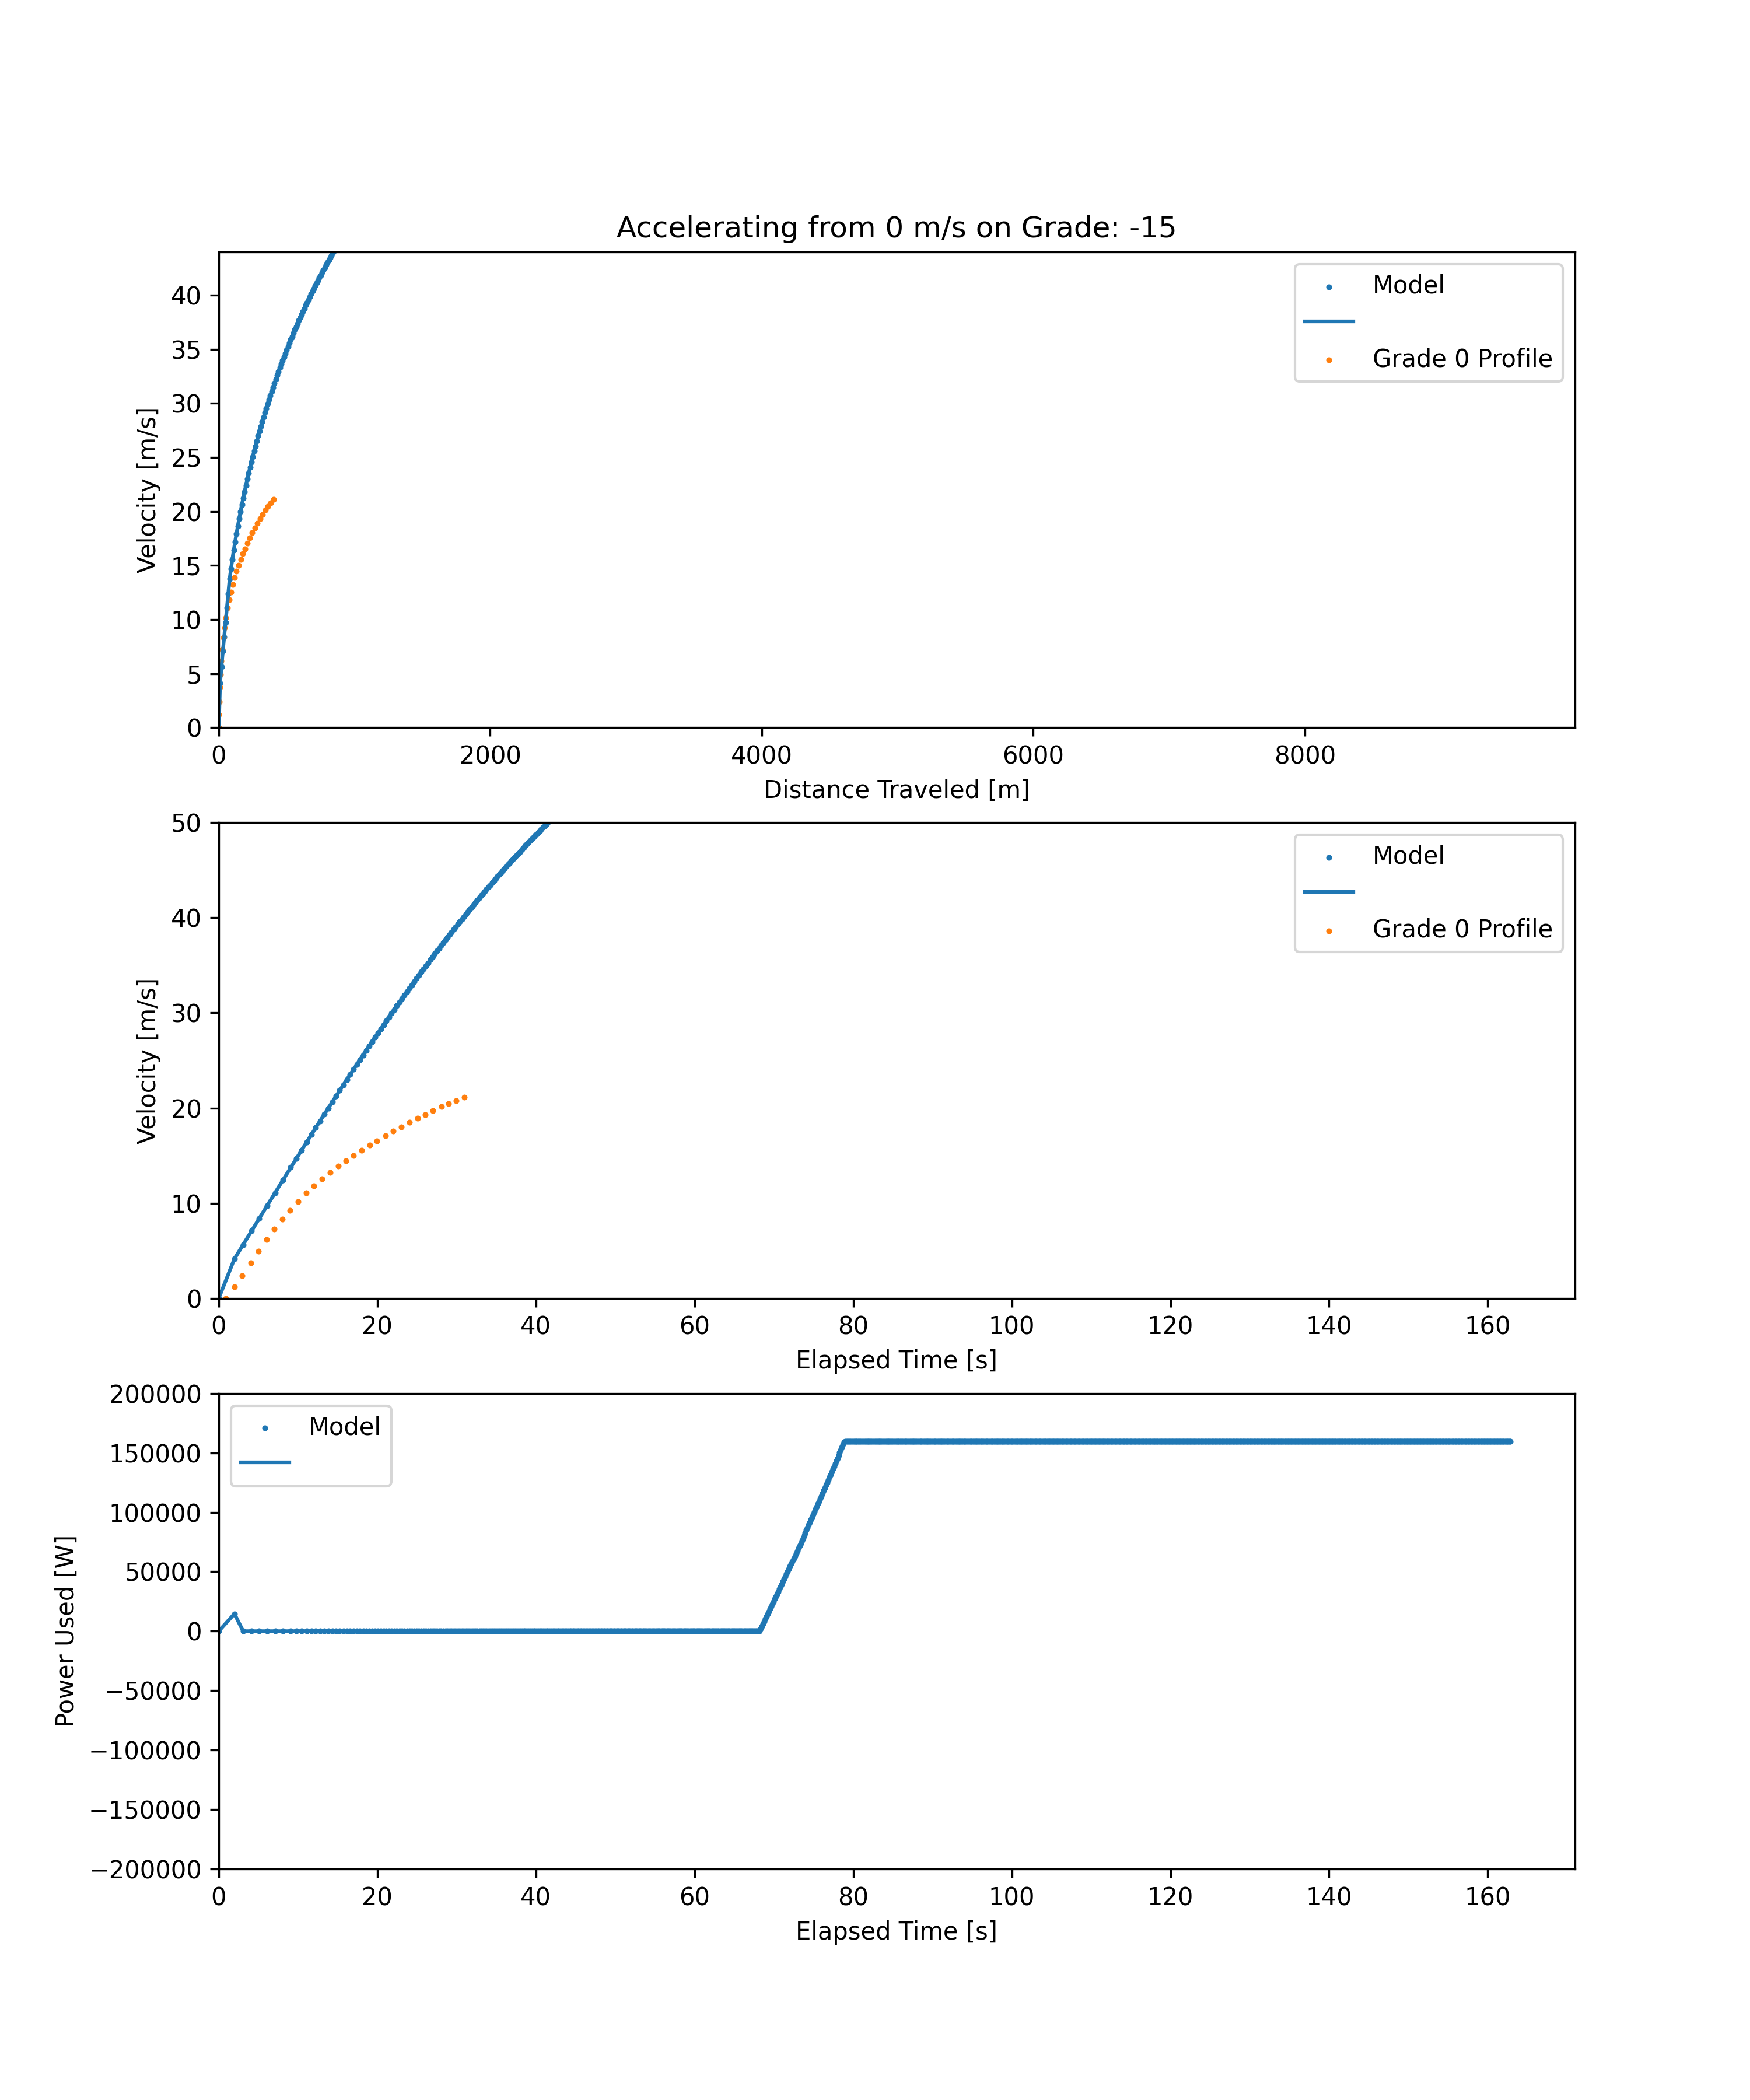 Accelerating from 0 m/s on Grade: -15
Velocity [m/s]
40
35
30
25
20
15
10
5
0
Model
Grade 0 Profile
0 2000 4000 6000 8000
Distance Traveled [m]
Velocity [m/s]
50
40
30
20
10
0
Model
Grade 0 Profile
0 20 40 60 80 100 120 140 160
Elapsed Time [s]
Power Used [W]
200000
150000
100000
50000
0
−50000
−100000
−150000
−200000
Model
0 20 40 60 80 100 120 140 160
Elapsed Time [s]